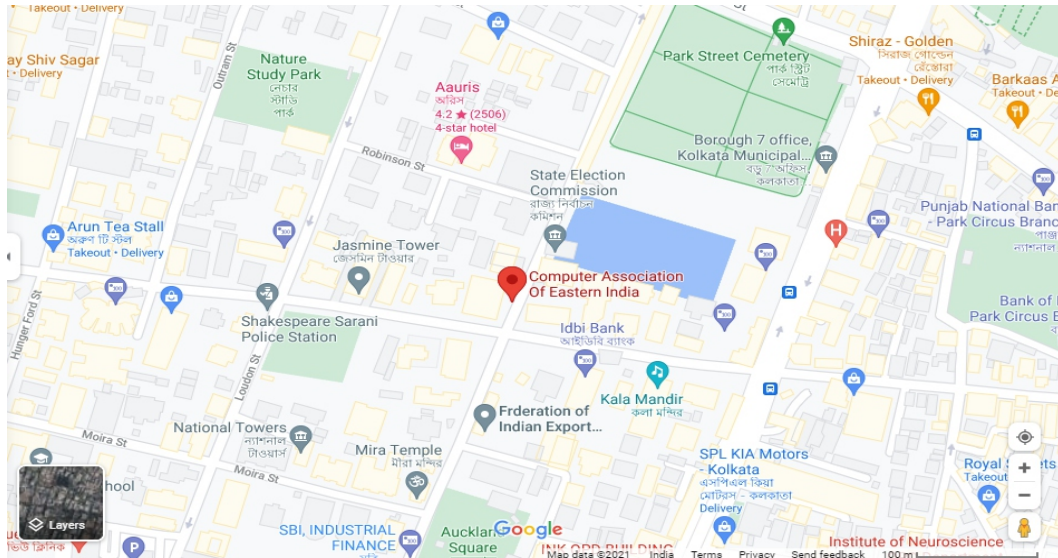 Takeout • Delivery
ay Shiv Sagar
t • Delivery
Outram St
Nature
Study Park
নেচার
স্টাডি
পার্ক
Aauris
অরিস
4.2 ★ (2506)
4-star hotel
Robinson St
Park Street Cemetery
পার্ক স্ট্রিট
সেমেট্রি
Shiraz - Golden
সিরাজ গোল্ডেন
রেস্তোরা
Takeout • Delivery
Barkaas A
Takeout • De
Borough 7 office,
Kolkata Municipal...
কলকাতা
State Election
Commission
রাজ্য নির্বাচন
কমিশন
Punjab National Ban
- Park Circus Branc
ন্যাশনাল
Arun Tea Stall
অরুণ টি স্টল
Takeout • Delivery
Jasmine Tower
জেসমিন টাওয়ার
H
Computer Association
Of Eastern India
Bank of
Park Circus B
Hunger Ford St
Shakespeare Sarani
Police Station
Idbi Bank
আইডিবি ব্যাংক
Loudon St
Kala Mandir
কলা মন্দির
Frderation of
Indian Export...
National Towers
ন্যাশনাল
টাওয়ার্স
Moira St
Mira Temple
মীরা মন্দির
Moira St
SPL KIA Motors
- Kolkata
এসপিএল কিয়া
মোটরস - কলকাতা
Delivery
Royal
hool
Layers
P
SBI, INDUSTRIAL
FINANCE
Auckland
Square
Google
Institute of Neuroscience
Map data ©2021 India Terms Privacy Send feedback 100 m